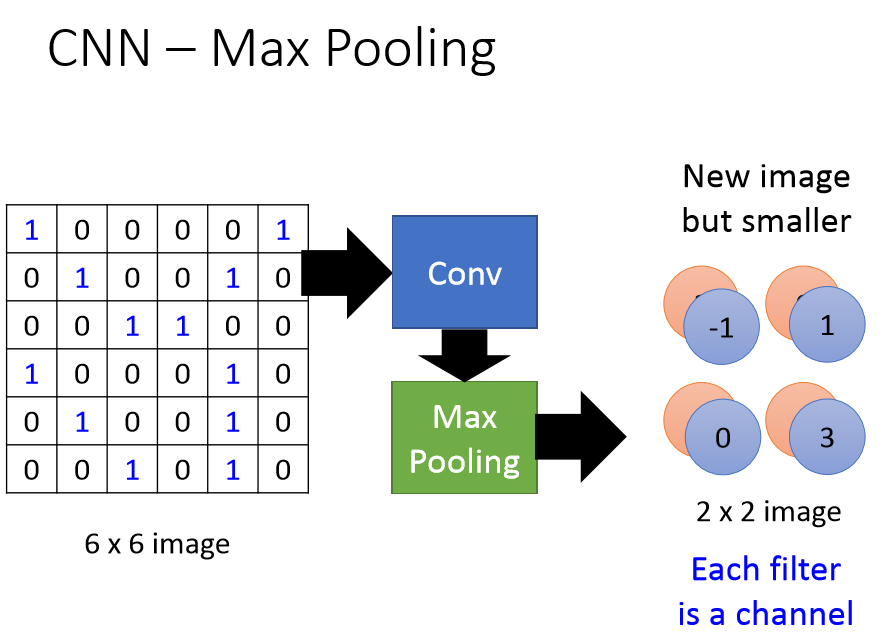 CNN – Max Pooling
New image
but smaller
1 0 0 0 0 1
0 1 0 0 1 0
0 0 1 1 0 0
1 0 0 0 1 0
0 1 0 0 1 0
0 0 1 0 1 0
6 x 6 image
Conv
Max
Pooling
-1 1
0 3
2 x 2 image
Each filter
is a channel